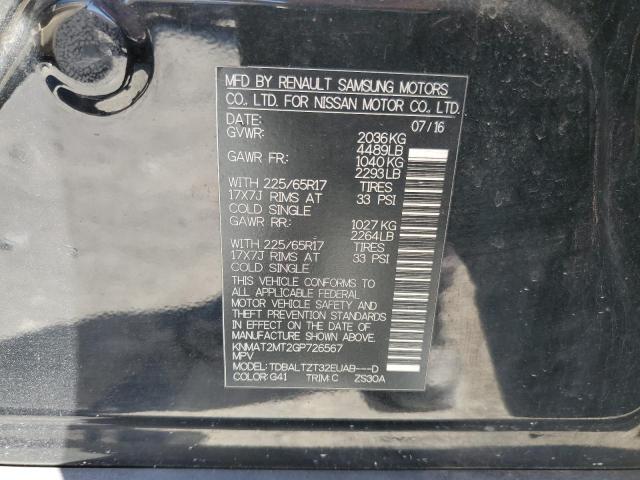 MFD BY RENAULT SAMSUNG MOTORS
CO., LTD. FOR NISSAN MOTOR CO., LTD.
DATE: 07/16
GVWR: 2036KG
4489LB
GAWR FR: 1040KG
2293LB
WITH 225/65R17 TIRES
17X7J RIMS AT 33 PSI
COLD SINGLE
GAWR RR: 1027KG
2264LB
WITH 225/65R17 TIRES
17X7J RIMS AT 33 PSI
COLD SINGLE
THIS VEHICLE CONFORMS TO
ALL APPLICABLE FEDERAL
MOTOR VEHICLE SAFETY AND
THEFT PREVENTION STANDARDS
IN EFFECT ON THE DATE OF
MANUFACTURE SHOWN ABOVE.
KNMAT2MT2GP726567
MPV
MODEL: TDBALTZT32EUAB---D
COLOR:G41 TRIM:C ZS30A